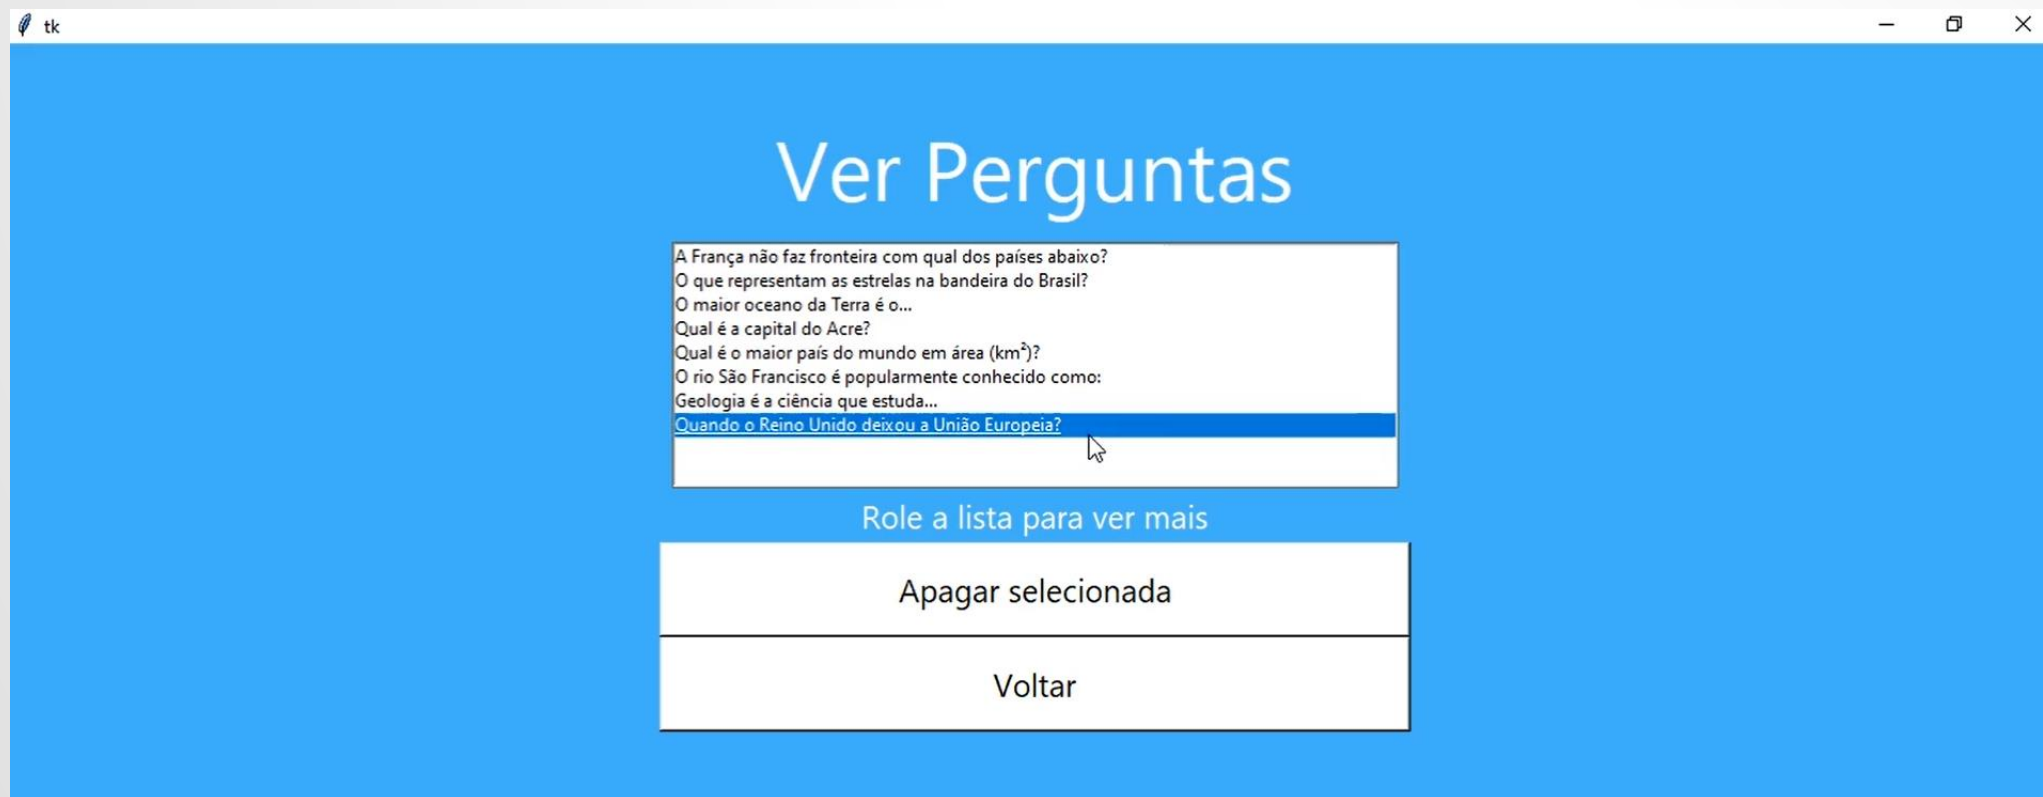 tk
Ver Perguntas
A França não faz fronteira com qual dos países abaixo?
O que representam as estrelas na bandeira do Brasil?
O maior oceano da Terra é o...
Qual é a capital do Acre?
Qual é o maior país do mundo em área (km²)?
O rio São Francisco é popularmente conhecido como:
Geologia é a ciência que estuda...
Quando o Reino Unido deixou a União Europeia?
Role a lista para ver mais
Apagar selecionada
Voltar